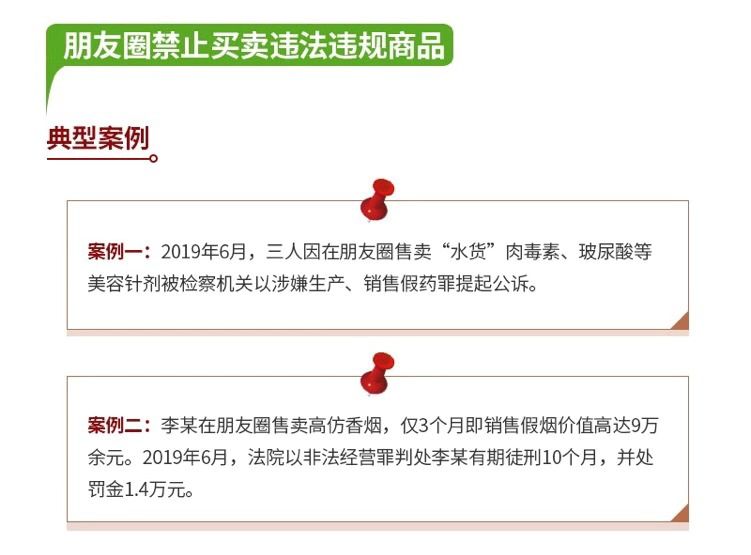 朋友圈禁止买卖违法违规商品
典型案例
案例一：2019年6月，三人因在朋友圈售卖“水货”肉毒素、玻尿酸等
美容针剂被检察机关以涉嫌生产、销售假药罪提起公诉。
案例二：李某在朋友圈售卖高仿香烟，仅3个月即销售假烟价值高达9万
余元。2019年6月，法院以非法经营罪判处李某有期徒刑10个月，并处
罚金1.4万元。